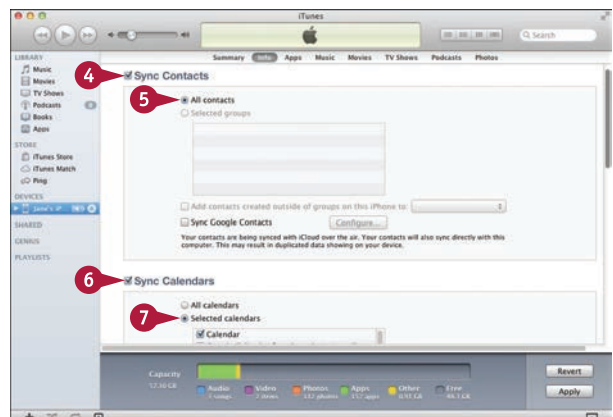 iTunes
Search
Summary Info Apps Music Movies TV Shows Podcasts Photos
LIBRARY
Music
Movies
TV Shows
Podcasts
Books
Apps
STORE
iTunes Store
iTunes Match
Ping
DEVICES
SHARED
GENIUS
PLAYLISTS
4 Sync Contacts
5 All contacts
Selected groups
Add contacts created outside of groups on this iPhone to:
Sync Google Contacts Configure...
Your contacts are being synced with iCloud over the air. Your contacts will also sync directly with this
computer. This may result in duplicated data showing on your device.
6 Sync Calendars
All calendars
7 Selected calendars
Calendar
Capacity
Audio Video Photos Apps Other Free
Revert
Apply